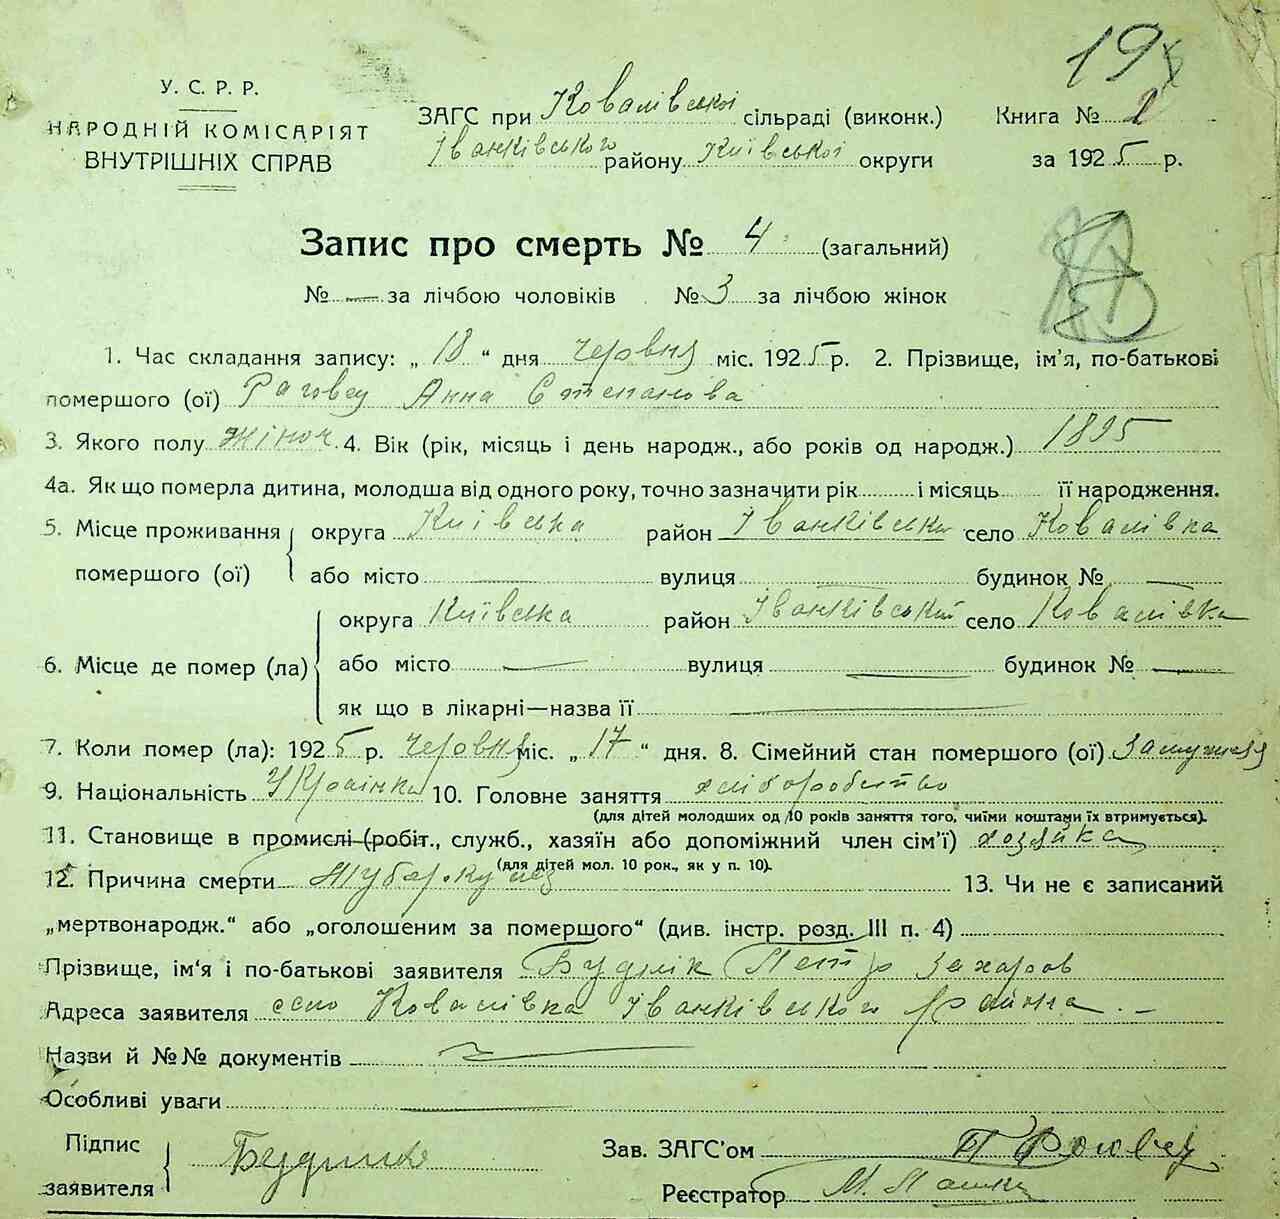 19
У. С. Р. Р.
НАРОДНІЙ КОМІСАРІЯТ
ВНУТРІШНІХ СПРАВ
ЗАГС при Ковалівської сільраді (виконк.)
Іванківського району Київської округи
Книга №
за 1925 р.
Запис про смерть № 4 (загальний)
№ — за лічбою чоловіків № 3 за лічбою жінок
1. Час складання запису: „ 18 “ дня червня міс. 1925 р. 2. Прізвище, ім'я, по-батькові
помершого (ої) Раговец Анна Степанова
3. Якого полу жіноч. 4. Вік (рік, місяць і день народж., або років од народж.) 1895
4а. Як що померла дитина, молодша від одного року, точно зазначити рік і місяць її народження.
5. Місце проживання помершого (ої) округа Київська район Іванківськи село Ковалівка
або місто — вулиця — будинок № —
6. Місце де помер (ла) округа Київська район Іванківський село Ковалівка
або місто — вулиця — будинок № —
як що в лікарні—назва її —
7. Коли помер (ла): 1925 р. червня міс. „ 17 “ дня. 8. Сімейний стан помершого (ої) замужняя
9. Національність Украінка 10. Головне заняття хліборобство
(для дітей молодших од 10 років заняття того, чиїми коштами їх втримується).
11. Становище в промислі (робіт., служб., хазяїн або допоміжний член сім'ї) хозяйка
(для дітей мол. 10 рок., як у п. 10).
12. Причина смерти туберкульоз 13. Чи не є записаний
„мертвонародж.“ або „оголошеним за помершого“ (див. інстр. розд. III п. 4)
Прізвище, ім'я і по-батькові заявителя Будлік Петр Захаров
Адреса заявителя село Ковалівка Іванківського района. —
Назви й №№ документів —
Особливі уваги —
Підпис заявителя
Зав. ЗАГС'ом П Роговец
Реєстратор М.